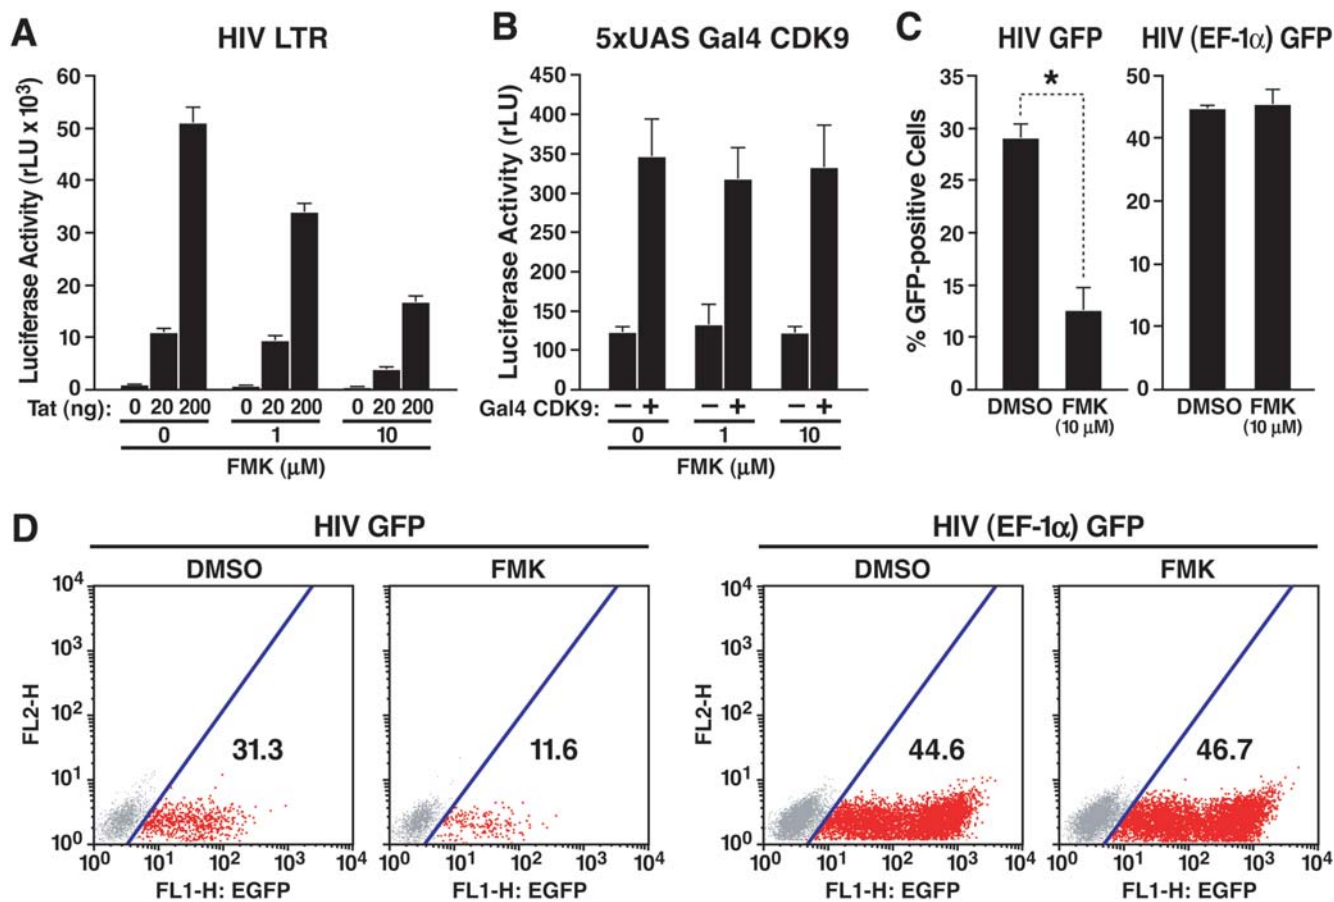 A HIV LTR
Luciferase Activity (rLU x 10³)
60
50
40
30
20
10
0
Tat (ng): 0 20 200 0 20 200 0 20 200
0 1 10
FMK (μM)
B 5xUAS Gal4 CDK9
Luciferase Activity (rLU)
450
400
350
300
250
200
150
100
0
Gal4 CDK9: – + – + – +
0 1 10
FMK (μM)
C HIV GFP HIV (EF-1α) GFP
% GFP-positive Cells
35
30
20
15
10
0
*
DMSO FMK
(10 μM)
50
40
20
10
10
0
DMSO FMK
(10 μM)
D HIV GFP
DMSO FMK
FL2-H
10⁴
10³
10²
10¹
10⁰
31.3
10⁰ 10¹ 10² 10³ 10⁴
FL1-H: EGFP
11.6
10⁰ 10¹ 10² 10³ 10⁴
FL1-H: EGFP
HIV (EF-1α) GFP
DMSO FMK
FL2-H
10⁴
10³
10²
10¹
10⁰
44.6
10⁰ 10¹ 10² 10³ 10⁴
FL1-H: EGFP
46.7
10⁰ 10¹ 10² 10³ 10⁴
FL1-H: EGFP